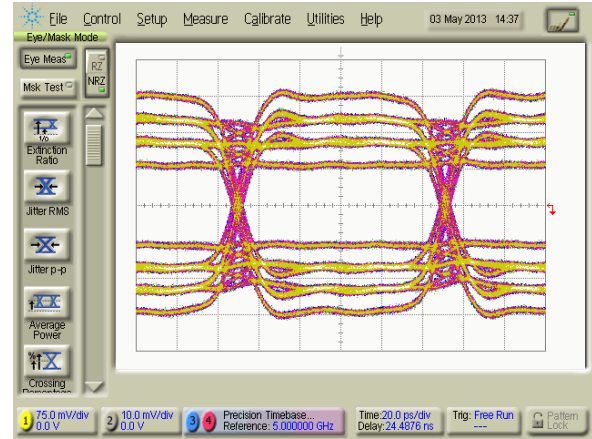 File Control Setup Measure Calibrate Utilities Help 03 May 2013 14:37
Eye/Mask Mode
Eye Meas
RZ
Msk Test
NRZ
Extinction
Ratio
Jitter RMS
Jitter p-p
Average
Power
Crossing
Percentage
1 75.0 mV/div
0.0 V
2 10.0 mV/div
0.0 V
3 4 Precision Timebase...
Reference: 5.000000 GHz
Time:20.0 ps/div
Delay:24.4876 ns
Trig: Free Run
---
Pattern
Lock